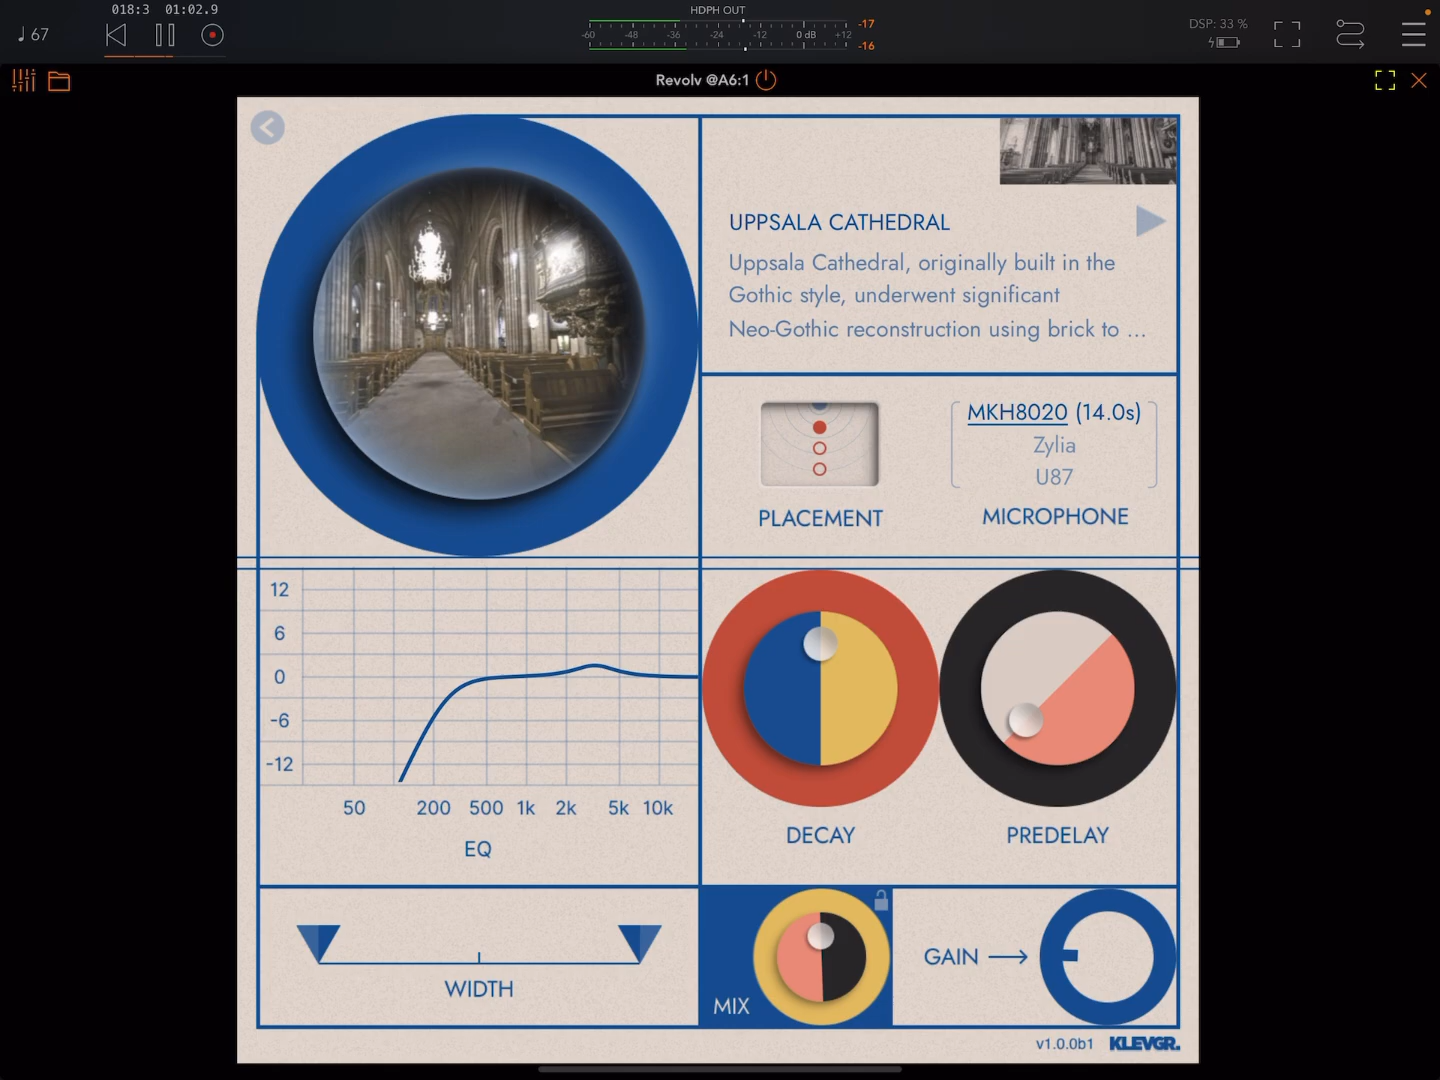 018:3 01:02.9
♩67
HDPH OUT
-60 -48 -36 -24 -12 0 dB +12
-17
-16
DSP: 33 %
Revolv @A6:1
UPPSALA CATHEDRAL
Uppsala Cathedral, originally built in the
Gothic style, underwent significant
Neo-Gothic reconstruction using brick to ...
MKH8020 (14.0s)
Zylia
U87
PLACEMENT
MICROPHONE
12
6
0
-6
-12
50 200 500 1k 2k 5k 10k
EQ
DECAY
PREDELAY
WIDTH
MIX
GAIN →
v1.0.0b1 KLEVGR.